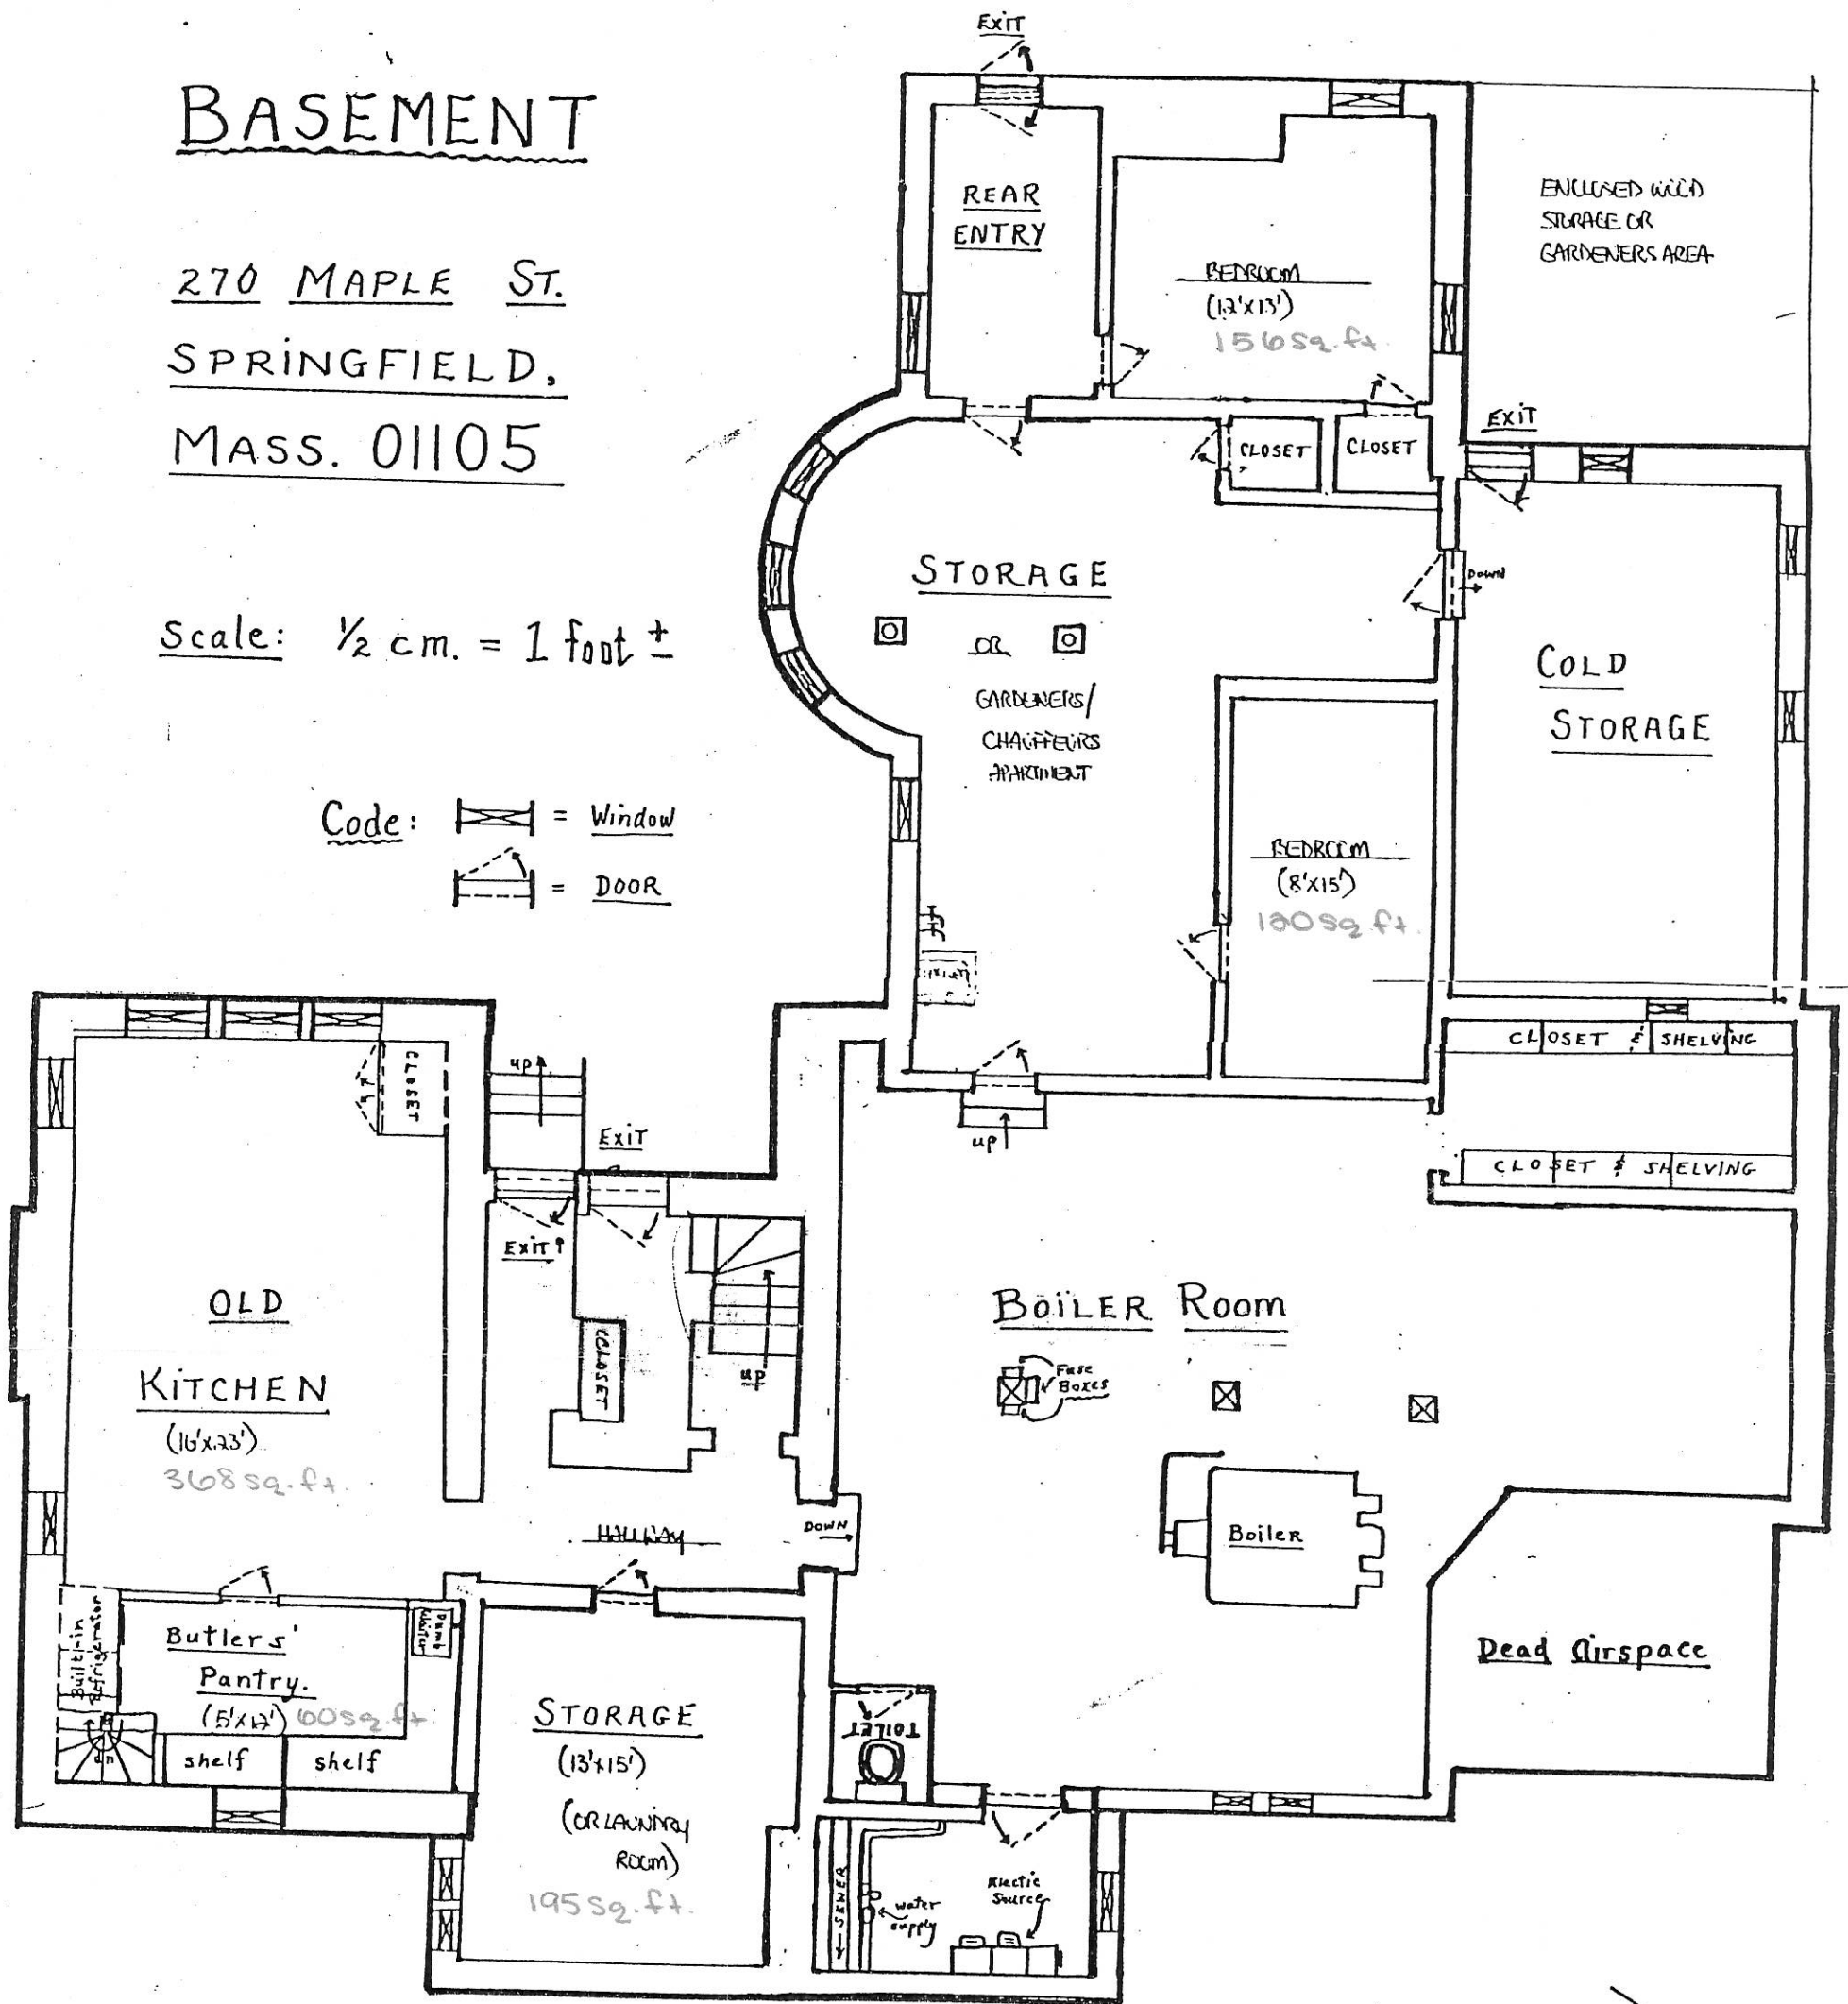 BASEMENT
270 MAPLE ST.
SPRINGFIELD,
MASS. 01105
Scale: ½ cm. = 1 foot ±
Code: = Window
= DOOR
EXIT
REAR
ENTRY
BEDROOM
(12'X13')
156 sq. ft.
ENCLOSED WOOD
STORAGE OR
GARDENERS AREA
EXIT
CLOSET
CLOSET
STORAGE
OR
GARDENERS/
CHAUFFEURS
APARTMENT
DOWN
COLD
STORAGE
BEDROOM
(8'X15')
120 sq. ft.
CLOSET & SHELVING
CLOSET & SHELVING
up
CLOSET
up
EXIT
EXIT
CLOSET
up
OLD
KITCHEN
(16'X23')
368 sq. ft.
HALLWAY
DOWN
BOILER ROOM
Fuse
Boxes
Boiler
Dead Airspace
Built-in
Refrigerator
Butlers'
Pantry.
(5'X12') 60 sq. ft.
Dumb
Waiter
up
shelf
shelf
STORAGE
(13'X15')
(OR LAUNDRY
ROOM)
195 sq. ft.
TOILET
← SEWER
water
supply
Electic
Source